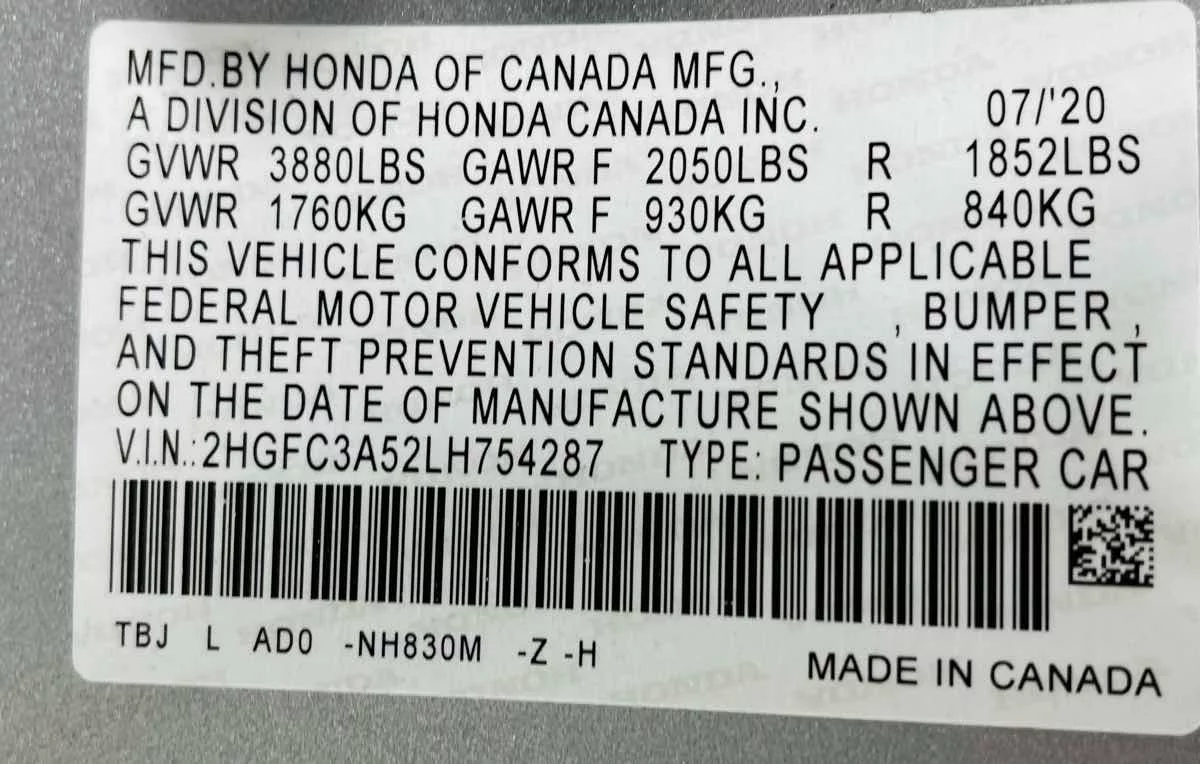 MFD.BY HONDA OF CANADA MFG.,
A DIVISION OF HONDA CANADA INC. 07/'20
GVWR 3880LBS GAWR F 2050LBS R 1852LBS
GVWR 1760KG GAWR F 930KG R 840KG
THIS VEHICLE CONFORMS TO ALL APPLICABLE
FEDERAL MOTOR VEHICLE SAFETY , BUMPER ,
AND THEFT PREVENTION STANDARDS IN EFFECT
ON THE DATE OF MANUFACTURE SHOWN ABOVE.
V.I.N.:2HGFC3A52LH754287 TYPE: PASSENGER CAR
TBJ L AD0 -NH830M -Z -H
MADE IN CANADA